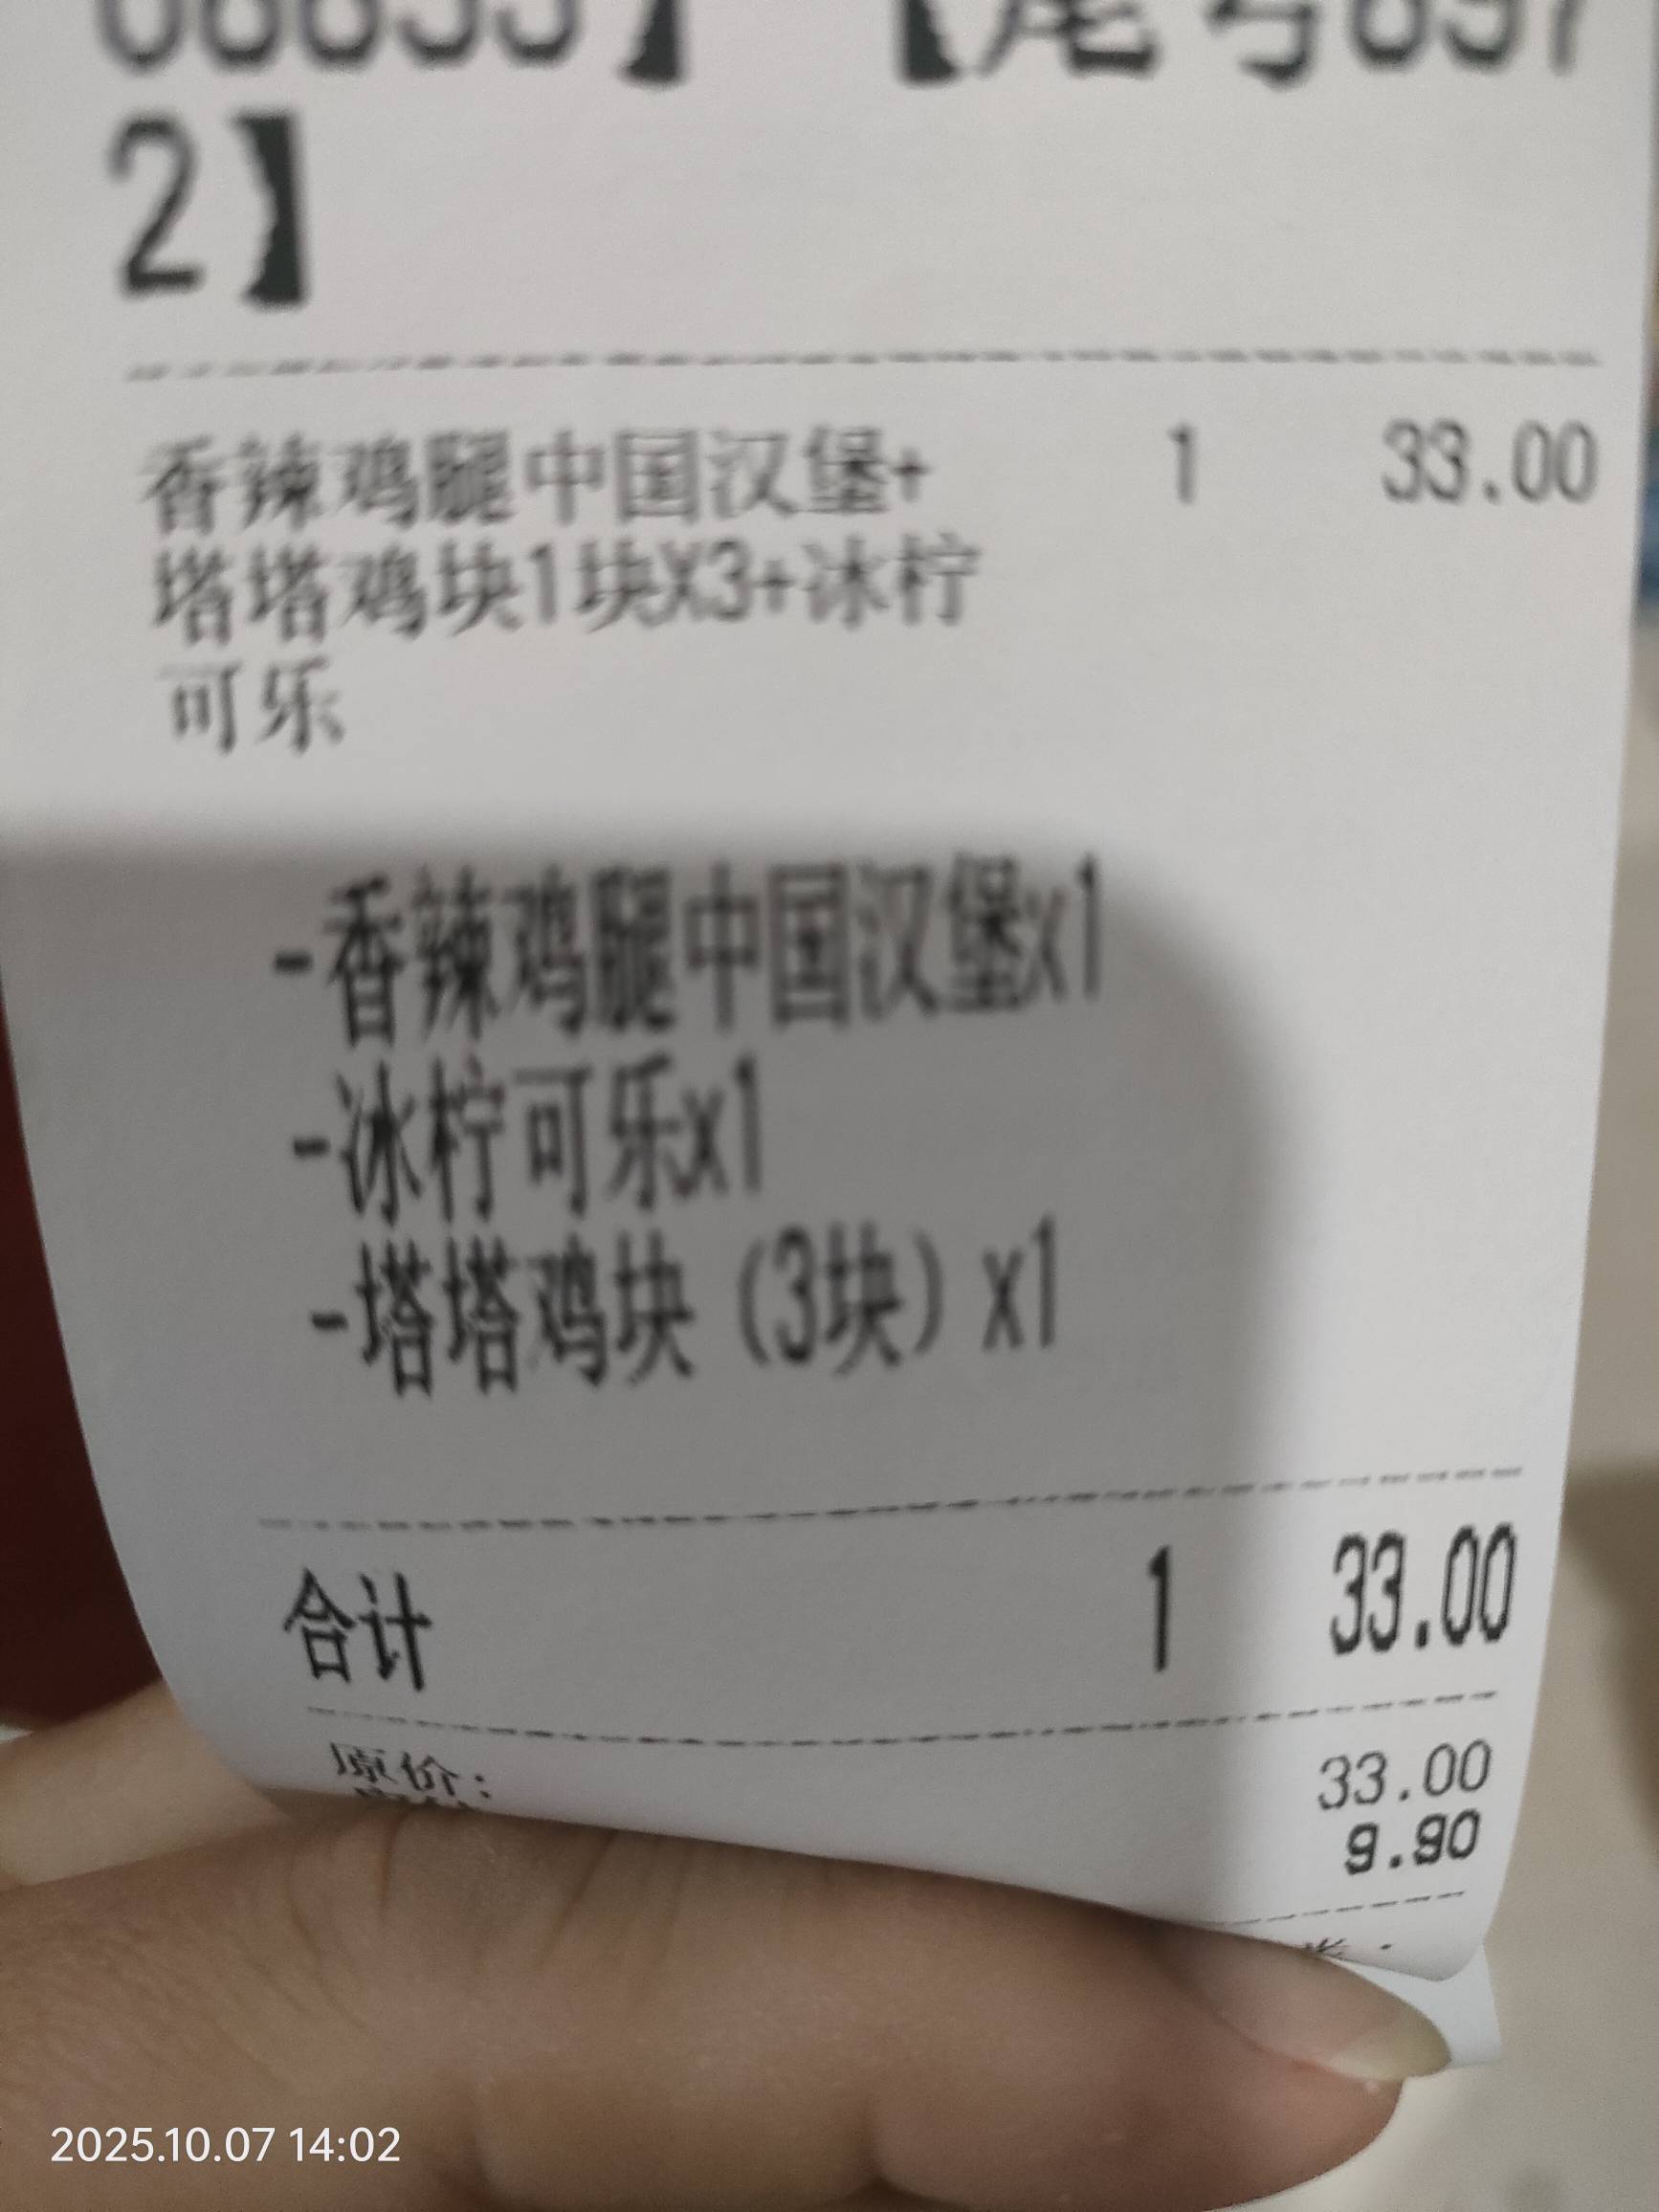 2】
香辣鸡腿中国汉堡+ 1 33.00
塔塔鸡块1块X3+冰柠
可乐
-香辣鸡腿中国汉堡x1
-冰柠可乐x1
-塔塔鸡块（3块）x1
合计 1 33.00
原价: 33.00
9.90
2025.10.07 14:02